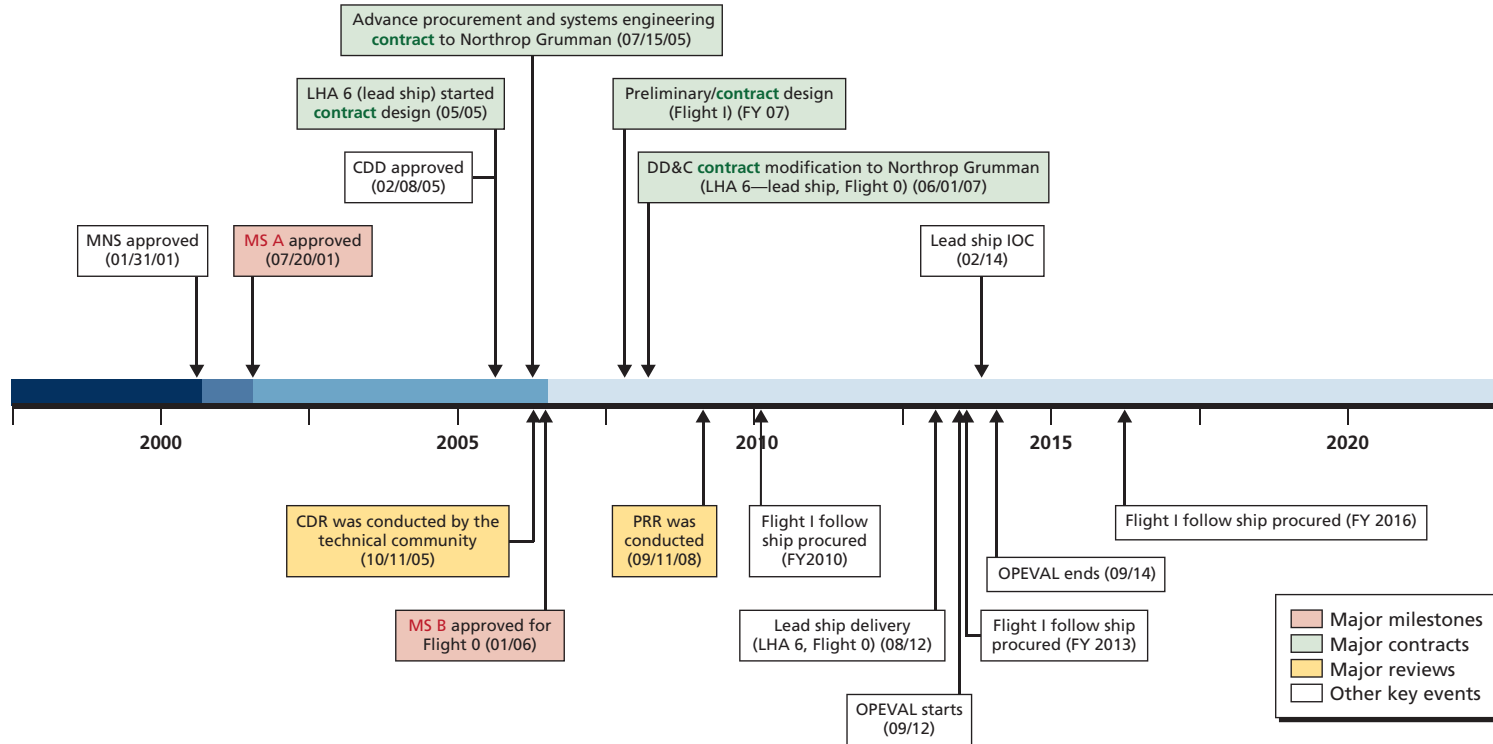 Advance procurement and systems engineering
contract to Northrop Grumman (07/15/05)
LHA 6 (lead ship) started
contract design (05/05)
Preliminary/contract design
(Flight I) (FY 07)
CDD approved
(02/08/05)
DD&C contract modification to Northrop Grumman
(LHA 6—lead ship, Flight 0) (06/01/07)
MNS approved
(01/31/01)
MS A approved
(07/20/01)
Lead ship IOC
(02/14)
2000
2005
2010
2015
2020
CDR was conducted by the
technical community
(10/11/05)
PRR was
conducted
(09/11/08)
Flight I follow
ship procured
(FY2010)
Flight I follow ship procured (FY 2016)
OPEVAL ends (09/14)
MS B approved for
Flight 0 (01/06)
Lead ship delivery
(LHA 6, Flight 0) (08/12)
Flight I follow ship
procured (FY 2013)
OPEVAL starts
(09/12)
Major milestones
Major contracts
Major reviews
Other key events